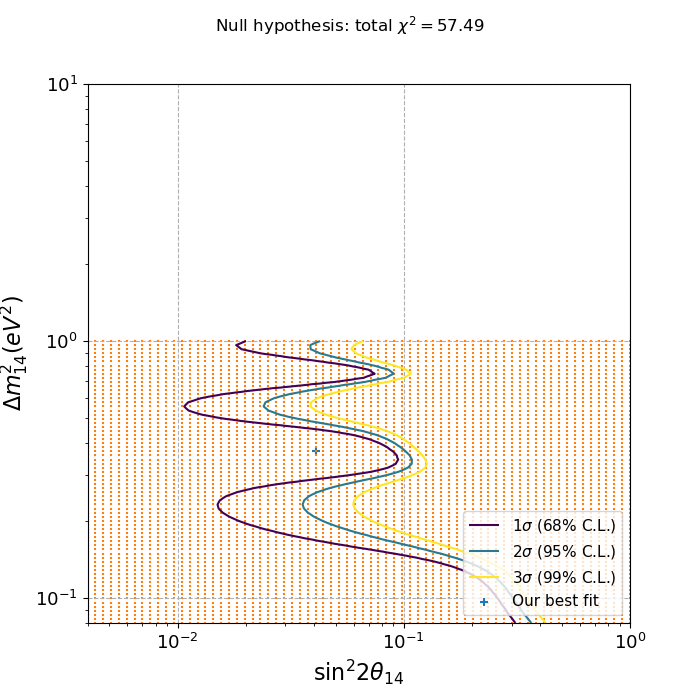 Null hypothesis: total χ² = 57.49
10¹
10⁰
10⁻¹
Δm²₁₄(eV²)
1σ (68% C.L.)
2σ (95% C.L.)
3σ (99% C.L.)
Our best fit
10⁻² 10⁻¹ 10⁰
sin²2θ₁₄